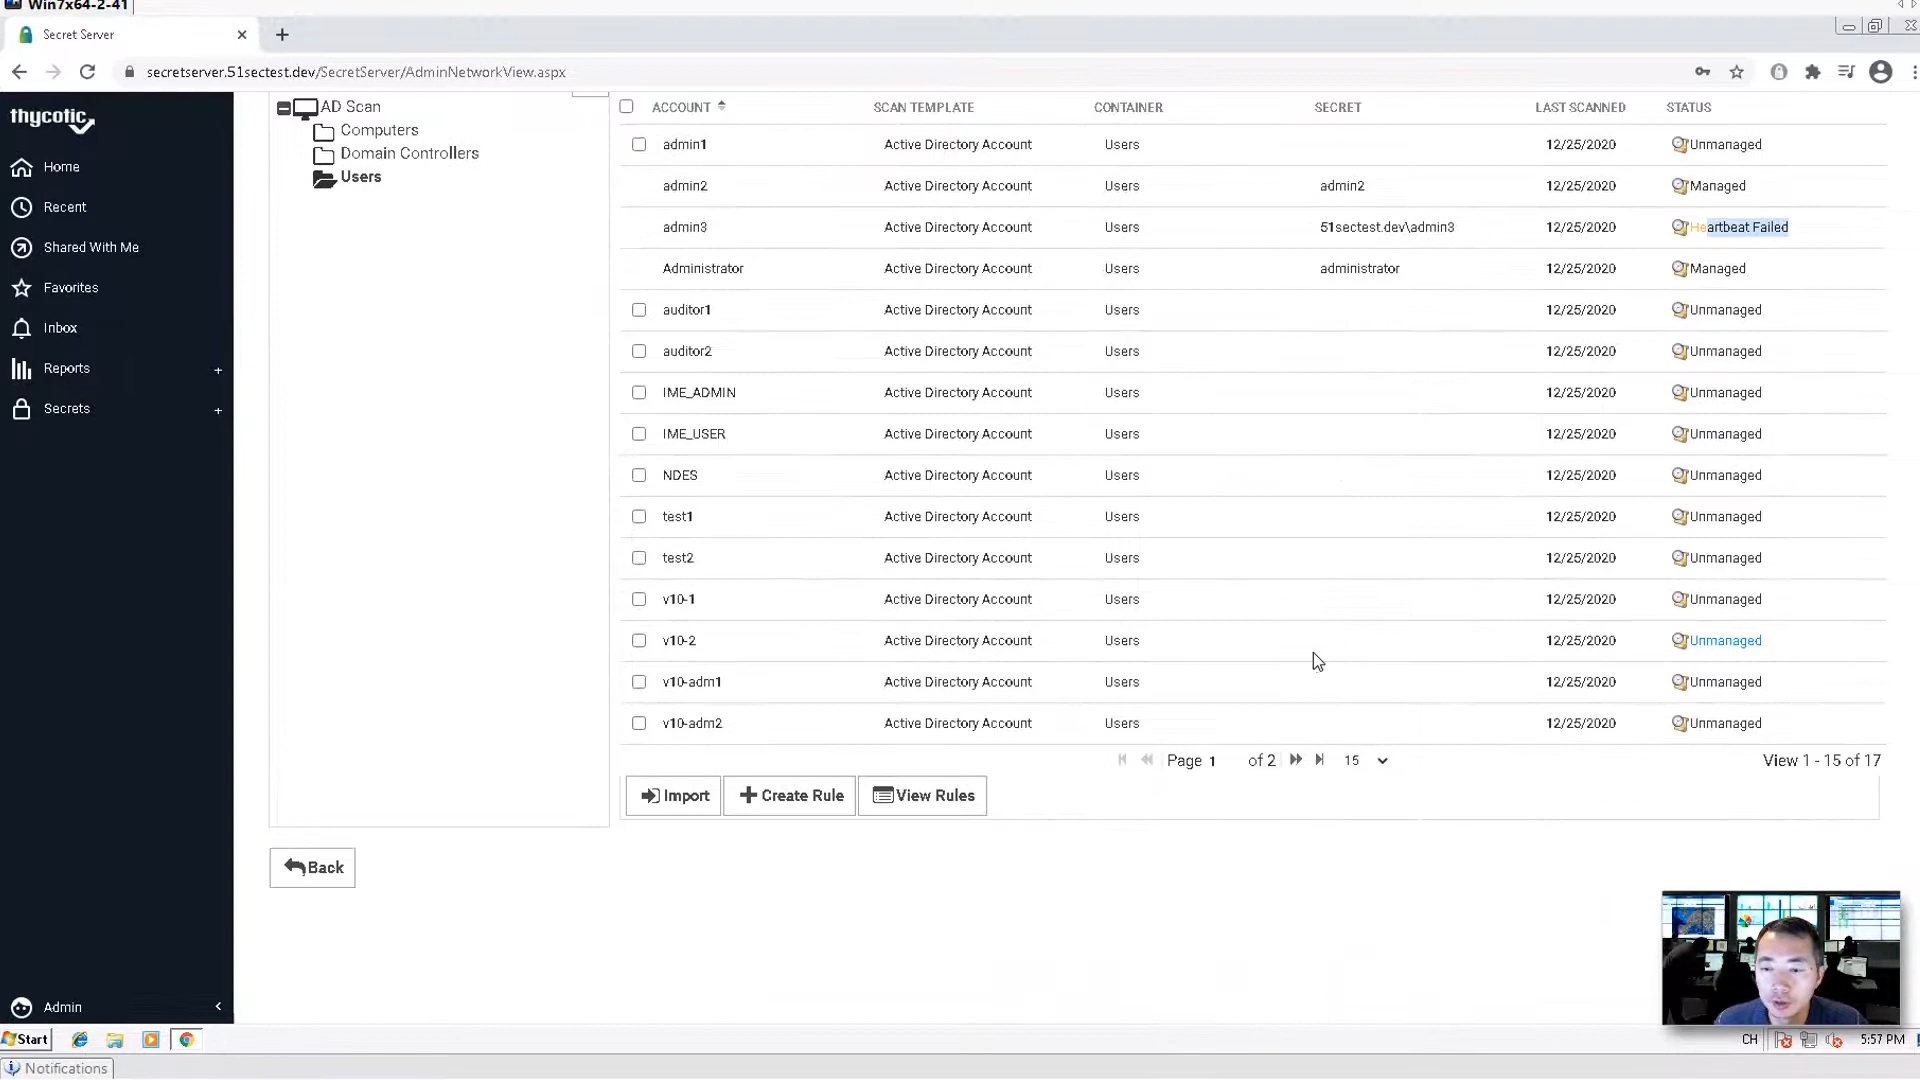 Win7x64-2-41
Secret Server
secretserver.51sectest.dev/SecretServer/AdminNetworkView.aspx
thycotic
Home
Recent
Shared With Me
Favorites
Inbox
Reports +
Secrets +
Admin
AD Scan
Computers
Domain Controllers
Users
ACCOUNT SCAN TEMPLATE CONTAINER SECRET LAST SCANNED STATUS
admin1 Active Directory Account Users 12/25/2020 Unmanaged
admin2 Active Directory Account Users admin2 12/25/2020 Managed
admin3 Active Directory Account Users 51sectest.dev\admin3 12/25/2020 Heartbeat Failed
Administrator Active Directory Account Users administrator 12/25/2020 Managed
auditor1 Active Directory Account Users 12/25/2020 Unmanaged
auditor2 Active Directory Account Users 12/25/2020 Unmanaged
IME_ADMIN Active Directory Account Users 12/25/2020 Unmanaged
IME_USER Active Directory Account Users 12/25/2020 Unmanaged
NDES Active Directory Account Users 12/25/2020 Unmanaged
test1 Active Directory Account Users 12/25/2020 Unmanaged
test2 Active Directory Account Users 12/25/2020 Unmanaged
v10-1 Active Directory Account Users 12/25/2020 Unmanaged
v10-2 Active Directory Account Users 12/25/2020 Unmanaged
v10-adm1 Active Directory Account Users 12/25/2020 Unmanaged
v10-adm2 Active Directory Account Users 12/25/2020 Unmanaged
Page 1 of 2 15 View 1 - 15 of 17
Import Create Rule View Rules
Back
Start CH 5:57 PM
Notifications